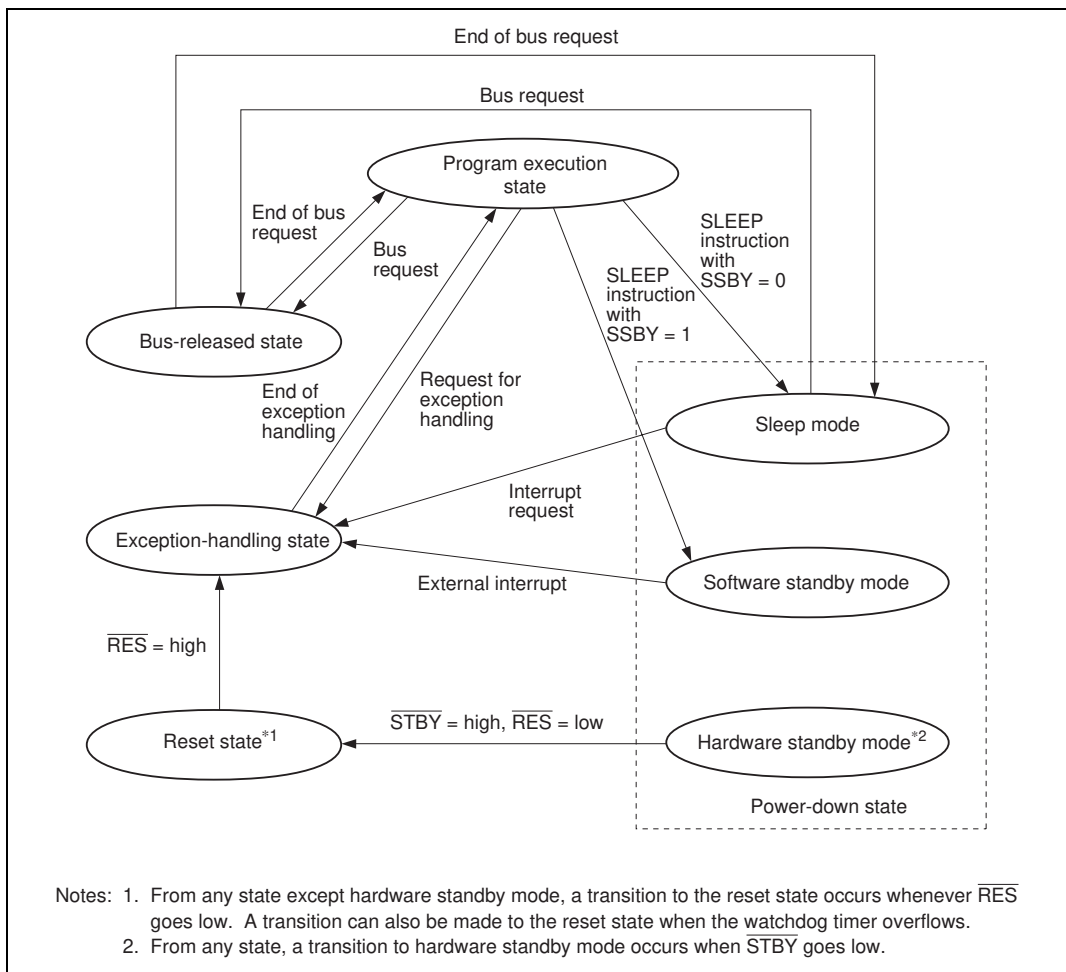 End of bus request
Bus request
Program execution
state
End of bus
request
Bus
request
SLEEP
instruction
with
SSBY = 0
SLEEP
instruction
with
SSBY = 1
Bus-released state
End of
exception
handling
Request for
exception
handling
Sleep mode
Interrupt
request
Exception-handling state
External interrupt
Software standby mode
R̅E̅S̅ = high
S̅T̅B̅Y̅ = high, R̅E̅S̅ = low
Reset state*1
Hardware standby mode*2
Power-down state
Notes: 1. From any state except hardware standby mode, a transition to the reset state occurs whenever R̅E̅S̅
goes low. A transition can also be made to the reset state when the watchdog timer overflows.
2. From any state, a transition to hardware standby mode occurs when S̅T̅B̅Y̅ goes low.